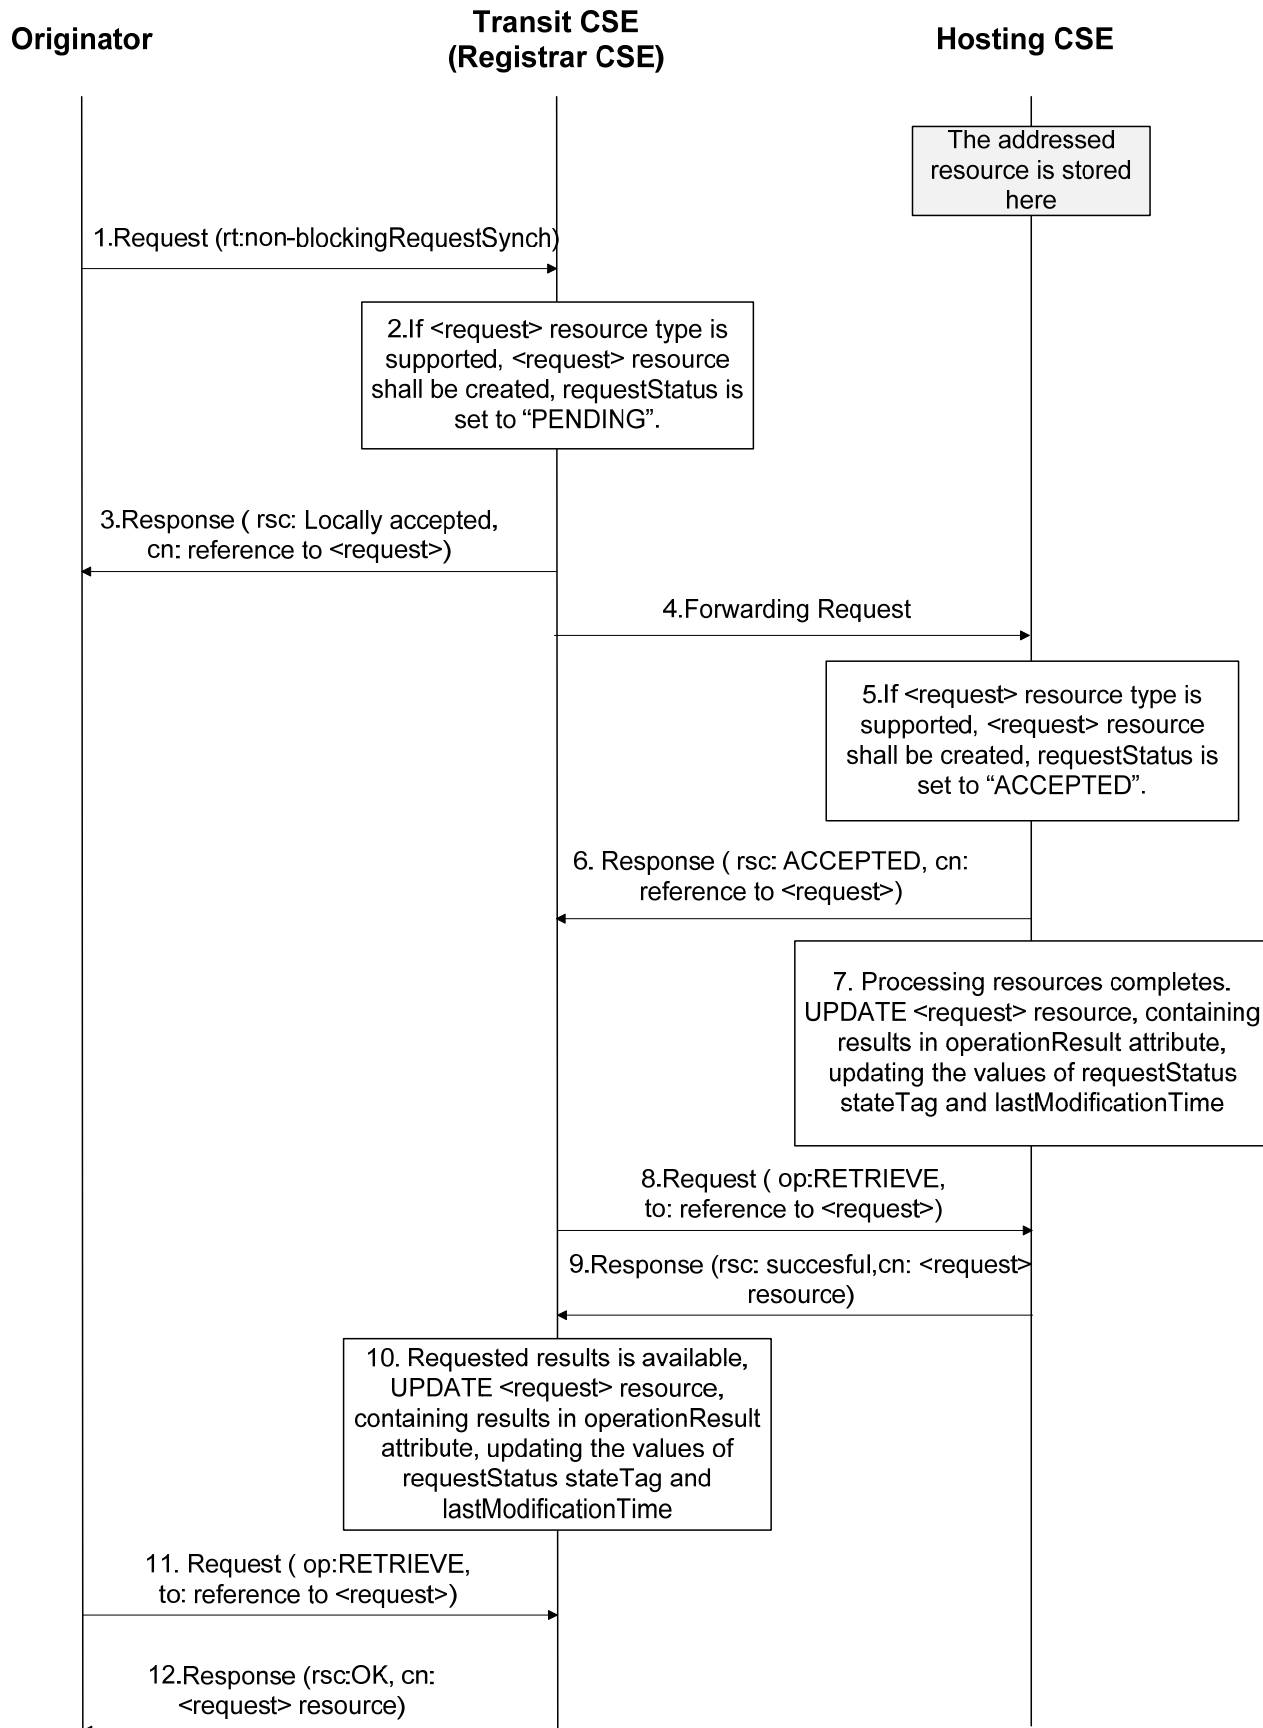 Originator
Transit CSE
(Registrar CSE)
Hosting CSE
The addressed
resource is stored
here
1.Request (rt:non-blockingRequestSynch)
2.If <request> resource type is
supported, <request> resource
shall be created, requestStatus is
set to “PENDING”.
3.Response ( rsc: Locally accepted,
cn: reference to <request>)
4.Forwarding Request
5.If <request> resource type is
supported, <request> resource
shall be created, requestStatus is
set to “ACCEPTED”.
6. Response ( rsc: ACCEPTED, cn:
reference to <request>)
7. Processing resources completes.
UPDATE <request> resource, containing
results in operationResult attribute,
updating the values of requestStatus
stateTag and lastModificationTime
8.Request ( op:RETRIEVE,
to: reference to <request>)
9.Response (rsc: succesful,cn: <request>
resource)
10. Requested results is available,
UPDATE <request> resource,
containing results in operationResult
attribute, updating the values of
requestStatus stateTag and
lastModificationTime
11. Request ( op:RETRIEVE,
to: reference to <request>)
12.Response (rsc:OK, cn:
<request> resource)